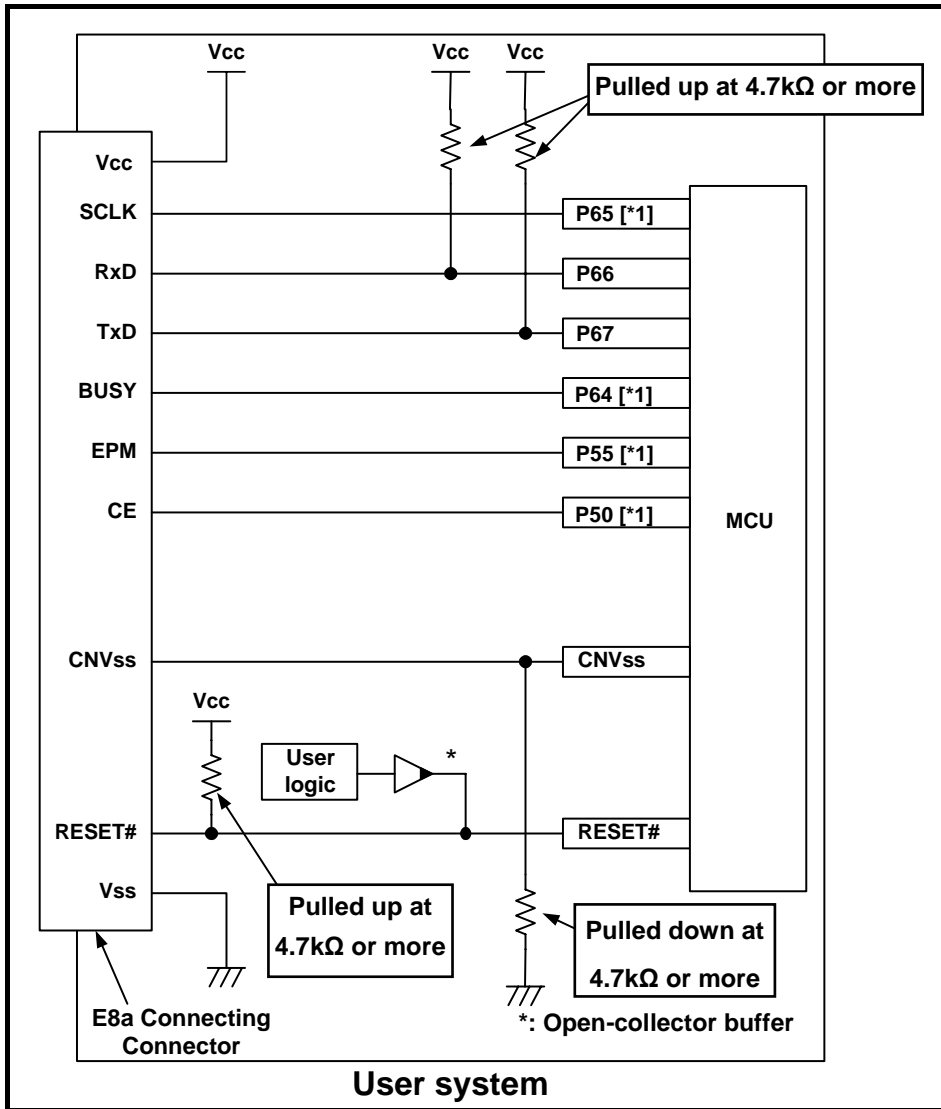 Vcc
Vcc
Vcc
Pulled up at 4.7kΩ or more
Vcc
SCLK
P65 [*1]
RxD
P66
TxD
P67
BUSY
P64 [*1]
EPM
P55 [*1]
CE
P50 [*1]
MCU
CNVss
CNVss
Vcc
User
logic
*
RESET#
RESET#
Vss
Pulled up at
4.7kΩ or more
Pulled down at
4.7kΩ or more
E8a Connecting
Connector
*: Open-collector buffer
User system